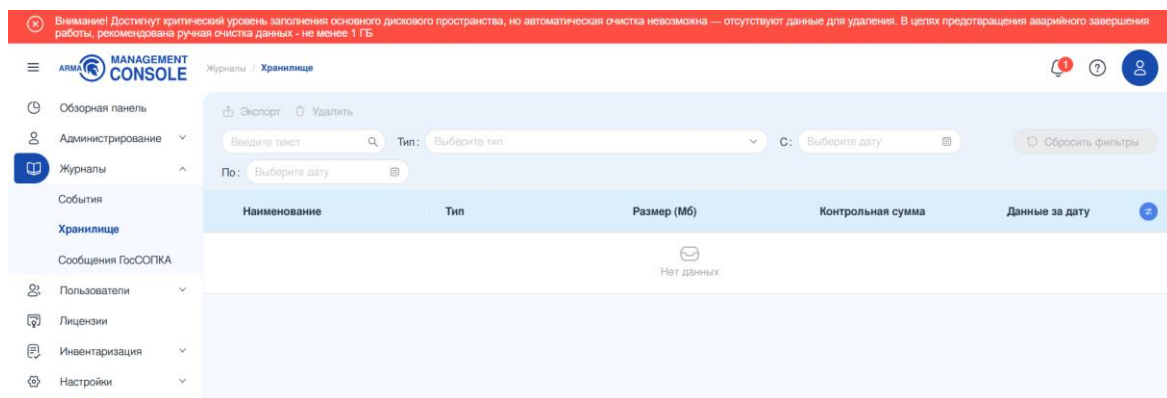 Внимание! Достигнут критический уровень заполнения основного дискового пространства, но автоматическая очистка невозможна — отсутствуют данные для удаления. В целях предотвращения аварийного завершения
работы, рекомендована ручная очистка данных - не менее 1 ГБ
ARMA MANAGEMENT CONSOLE
Журналы / Хранилище
1
Обзорная панель
Экспорт Удалить
Администрирование
Введите текст Тип: Выберите тип С: Выберите дату Сбросить фильтры
Журналы
По: Выберите дату
События
Наименование Тип Размер (Мб) Контрольная сумма Данные за дату
Хранилище
Сообщения ГосСОПКА
Нет данных
Пользователи
Лицензии
Инвентаризация
Настройки